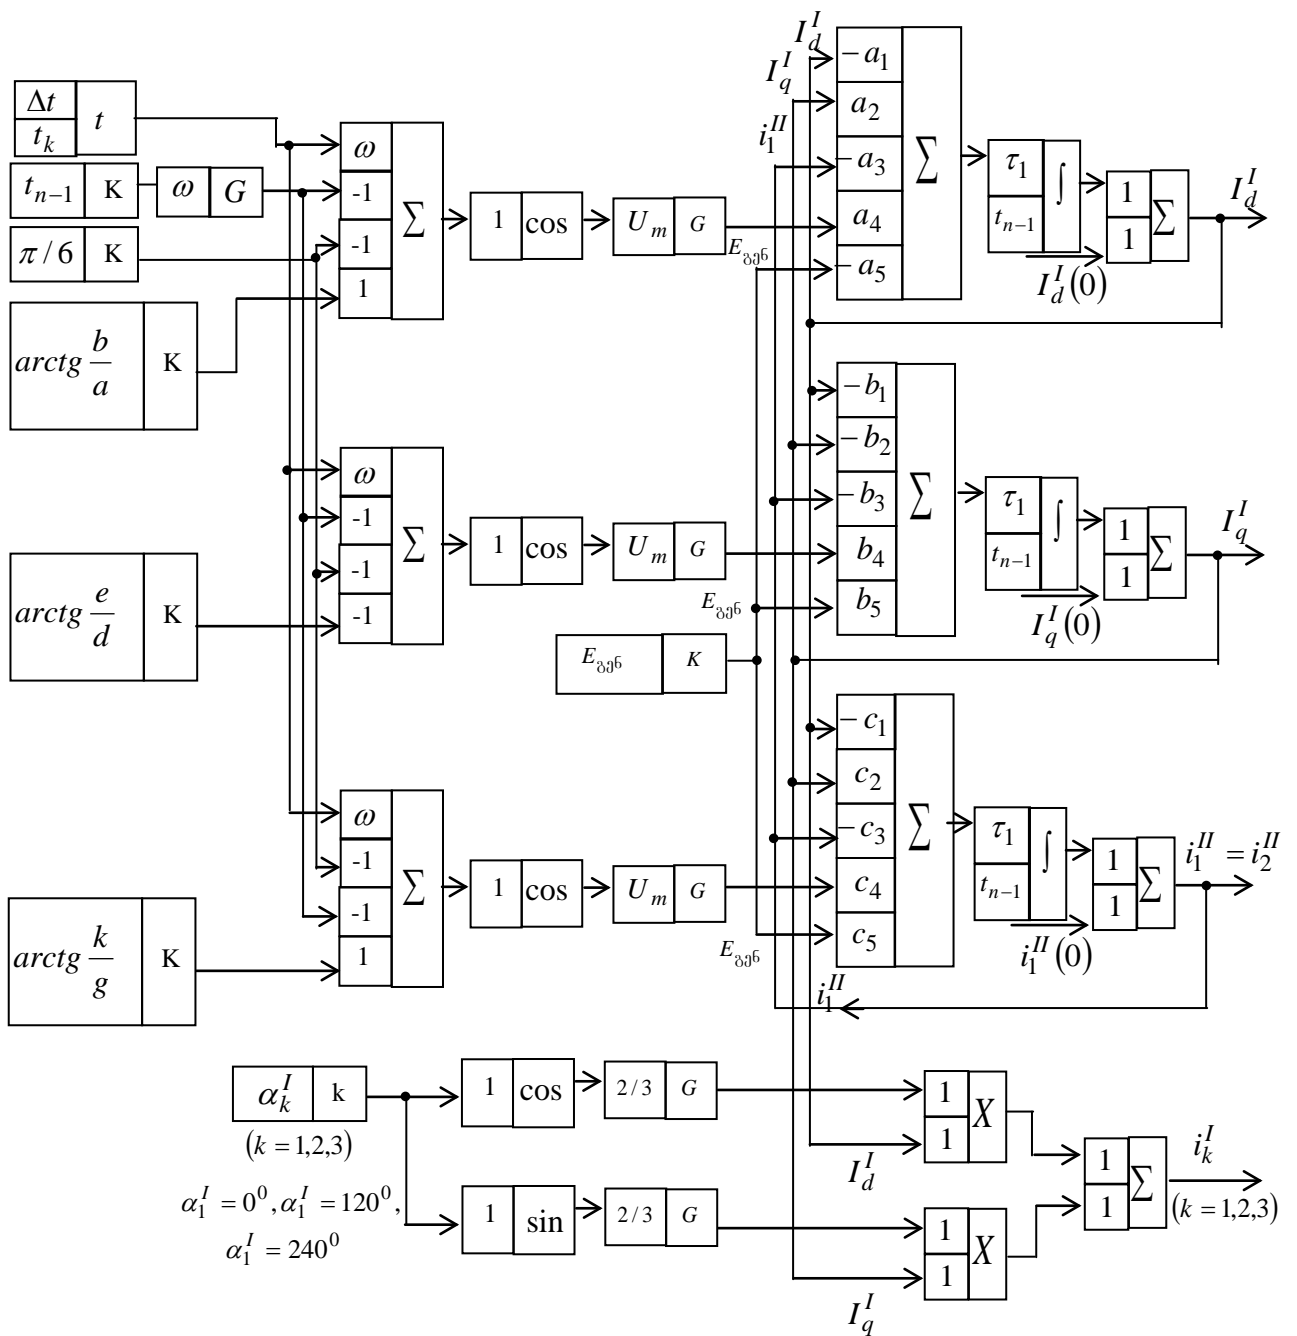 Δt t_k t
t_{n-1} K ω G
π/6 K
arctg b/a K
ω -1 -1 1 Σ
1 cos
U_m G
E_გენ
I_d^I
I_q^I
i_1^II
-a_1
a_2
-a_3
a_4
-a_5
Σ
τ_1 t_{n-1} ∫
I_d^I(0)
1 1 Σ
I_d^I
arctg e/d K
ω -1 -1 -1 Σ
1 cos
U_m G
E_გენ
E_გენ K
-b_1
-b_2
-b_3
b_4
b_5
Σ
τ_1 t_{n-1} ∫
I_q^I(0)
1 1 Σ
I_q^I
arctg k/g K
ω -1 -1 1 Σ
1 cos
U_m G
E_გენ
-c_1
c_2
-c_3
c_4
c_5
Σ
τ_1 t_{n-1} ∫
i_1^II(0)
1 1 Σ
i_1^II = i_2^II
i_1^II
α_k^I k
(k = 1,2,3)
α_1^I = 0^0, α_1^I = 120^0,
α_1^I = 240^0
1 cos
2/3 G
1 1 X
I_d^I
1 sin
2/3 G
1 1 X
I_q^I
1 1 Σ
i_k^I
(k = 1,2,3)